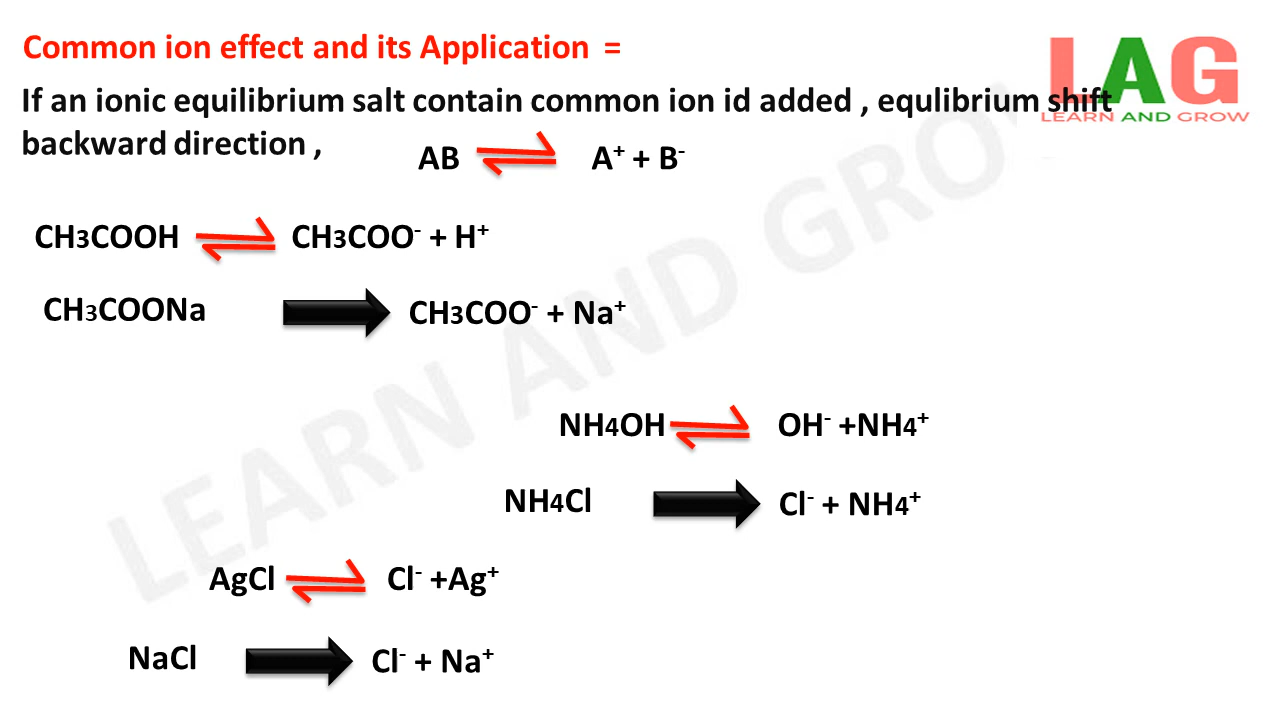 Common ion effect and its Application =
LAG
LEARN AND GROW
If an ionic equilibrium salt contain common ion id added , equlibrium shift
backward direction ,
AB ⇌ A⁺ + B⁻
CH3COOH ⇌ CH3COO⁻ + H⁺
CH3COONa → CH3COO⁻ + Na⁺
NH4OH ⇌ OH⁻ +NH4⁺
NH4Cl → Cl⁻ + NH4⁺
AgCl ⇌ Cl⁻ +Ag⁺
NaCl → Cl⁻ + Na⁺
LEARN AND GRO